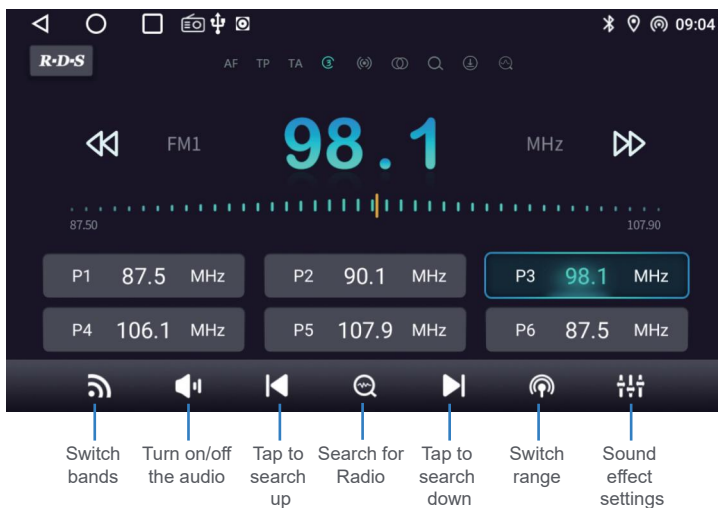 09:04
R·D·S
AF TP TA
FM1 98.1 MHz
87.50 107.90
P1 87.5 MHz
P2 90.1 MHz
P3 98.1 MHz
P4 106.1 MHz
P5 107.9 MHz
P6 87.5 MHz
Switch
bands
Turn on/off
the audio
Tap to
search
up
Search for
Radio
Tap to
search
down
Switch
range
Sound
effect
settings